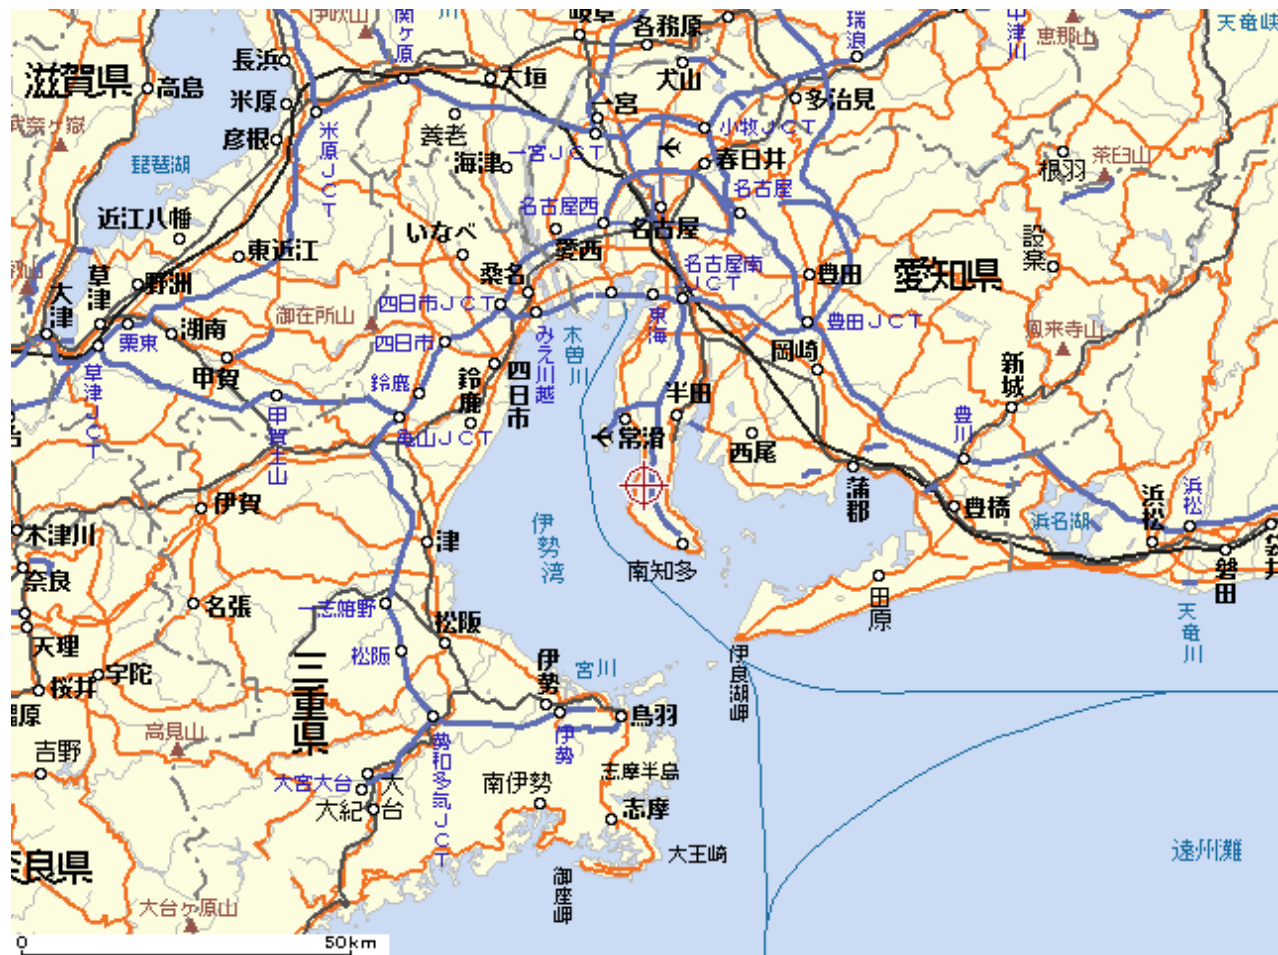 伊吹山
関ヶ原
川
岐阜
各務原
瑞浪
中津川
恵那山
天竜峡
長浜
大垣
犬山
滋賀県
高島
米原
一宮
多治見
武奈ヶ嶽
彦根
米原JCT
養老
小牧JCT
琵琶湖
海津
一宮JCT
春日井
根羽
茶臼山
近江八幡
名古屋西
名古屋
東近江
いなべ
愛西
名古屋
設楽
草津
野洲
桑名
名古屋南JCT
豊田
愛知県
大津
四日市JCT
栗東
湖南
御在所山
四日市
みえ川越
木曽川
東海
豊田JCT
鳳来寺山
草津JCT
甲賀
鈴鹿
鈴鹿
四日市
岡崎
新城
半田
甲賀土山
亀山JCT
常滑
西尾
豊川
伊賀
蒲郡
豊橋
浜名湖
浜松
浜松
木津川
津
伊勢湾
奈良
南知多
磐田
名張
一志嬉野
田原
天理
松阪
天竜川
松阪
伊勢
宮川
伊良湖岬
桜井
宇陀
三重県
鳥羽
高見山
伊勢
吉野
勢和多気JCT
志摩半島
大宮大台
大台
南伊勢
大紀
志摩
大王崎
遠州灘
奈良県
御座岬
大台ヶ原山
0
50km